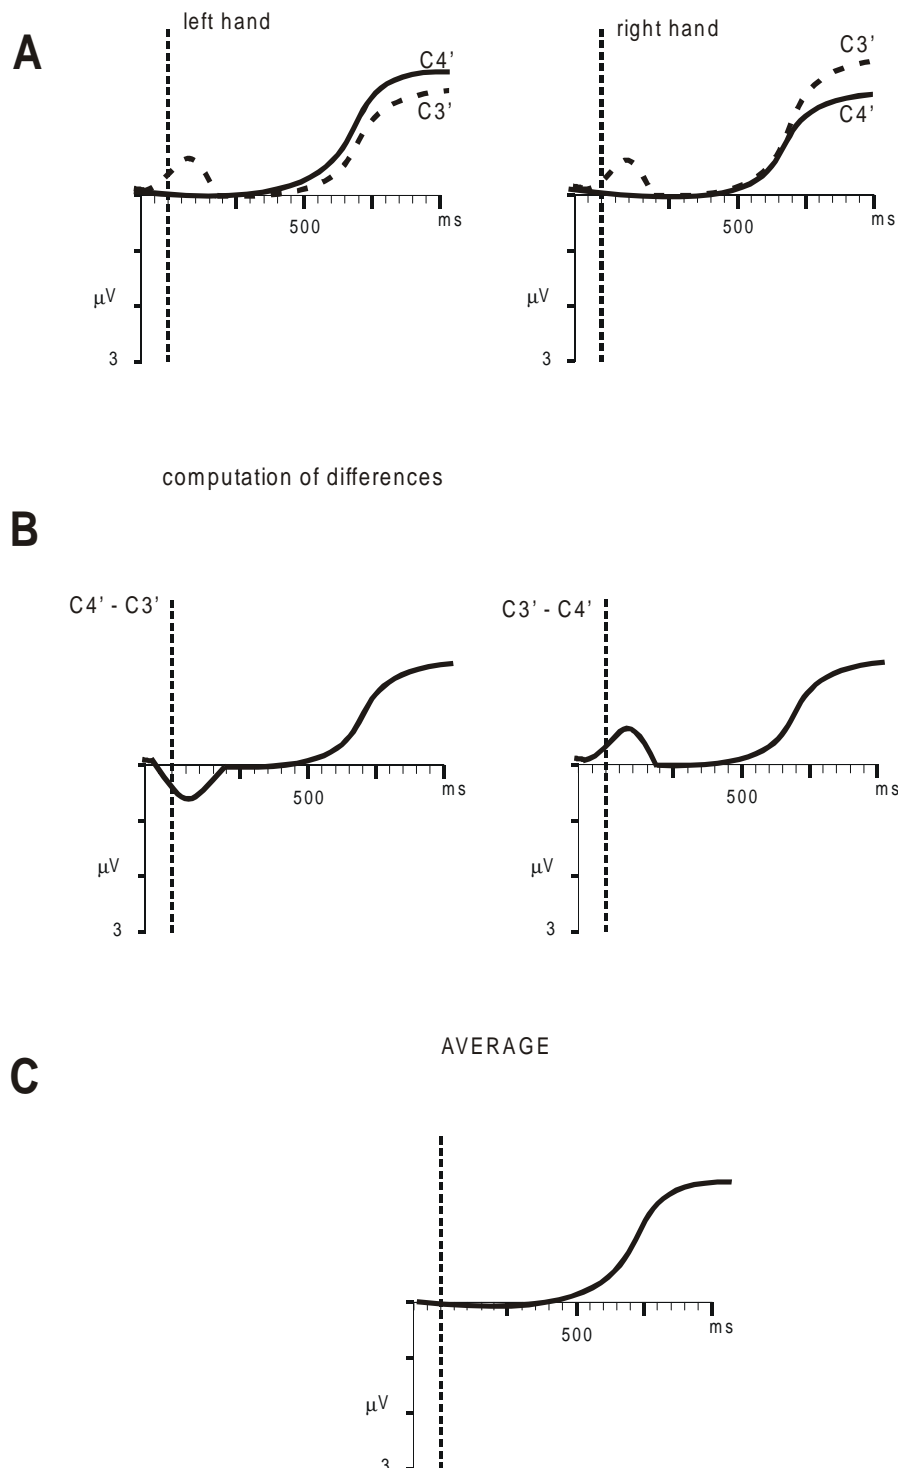 A
left hand
C4’
C3’
500
ms
µV
3
right hand
C3’
C4’
500
ms
µV
3
computation of differences
B
C4’ - C3’
500
ms
µV
3
C3’ - C4’
500
ms
µV
3
AVERAGE
C
500
ms
µV
3